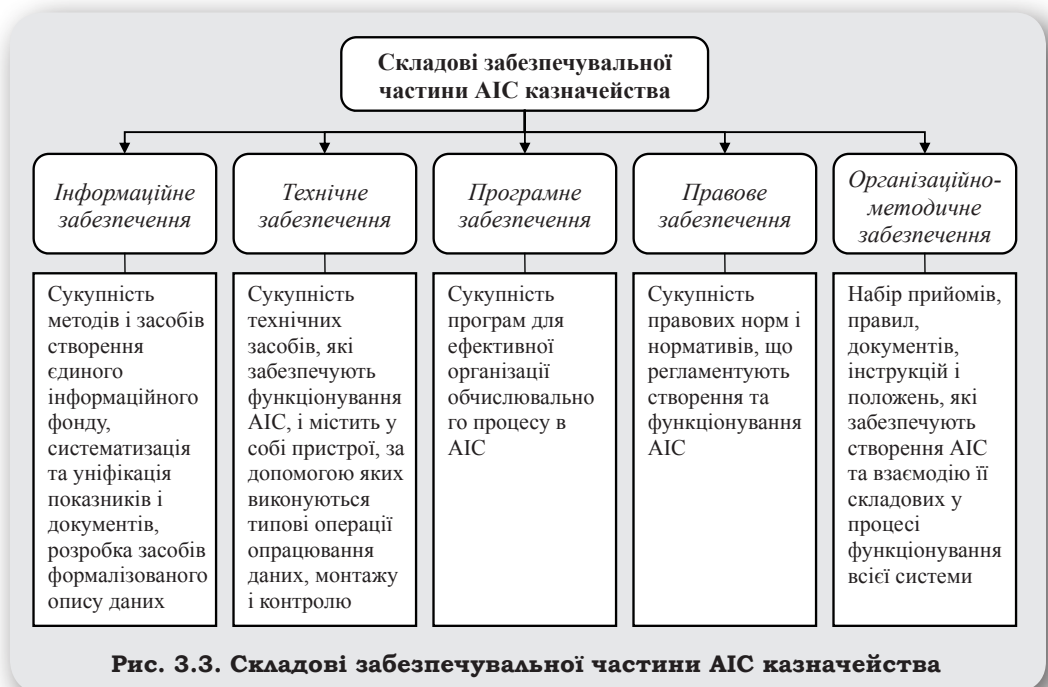 Складові забезпечувальної
частини АІС казначейства
Інформаційне
забезпечення
Технічне
забезпечення
Програмне
забезпечення
Правове
забезпечення
Організаційно-
методичне
забезпечення
Сукупність
методів і засобів
створення
єдиного
інформаційного
фонду,
систематизація
та уніфікація
показників і
документів,
розробка засобів
формалізованого
опису даних
Сукупність
технічних
засобів, які
забезпечують
функціонування
АІС, і містить у
собі пристрої, за
допомогою яких
виконуються
типові операції
опрацювання
даних, монтажу
і контролю
Сукупність
програм для
ефективної
організації
обчислювально
го процесу в
АІС
Сукупність
правових норм і
нормативів, що
регламентують
створення та
функціонування
АІС
Набір прийомів,
правил,
документів,
інструкцій і
положень, які
забезпечують
створення АІС
та взаємодію її
складових у
процесі
функціонування
всієї системи
Рис. 3.3. Складові забезпечувальної частини АІС казначейства